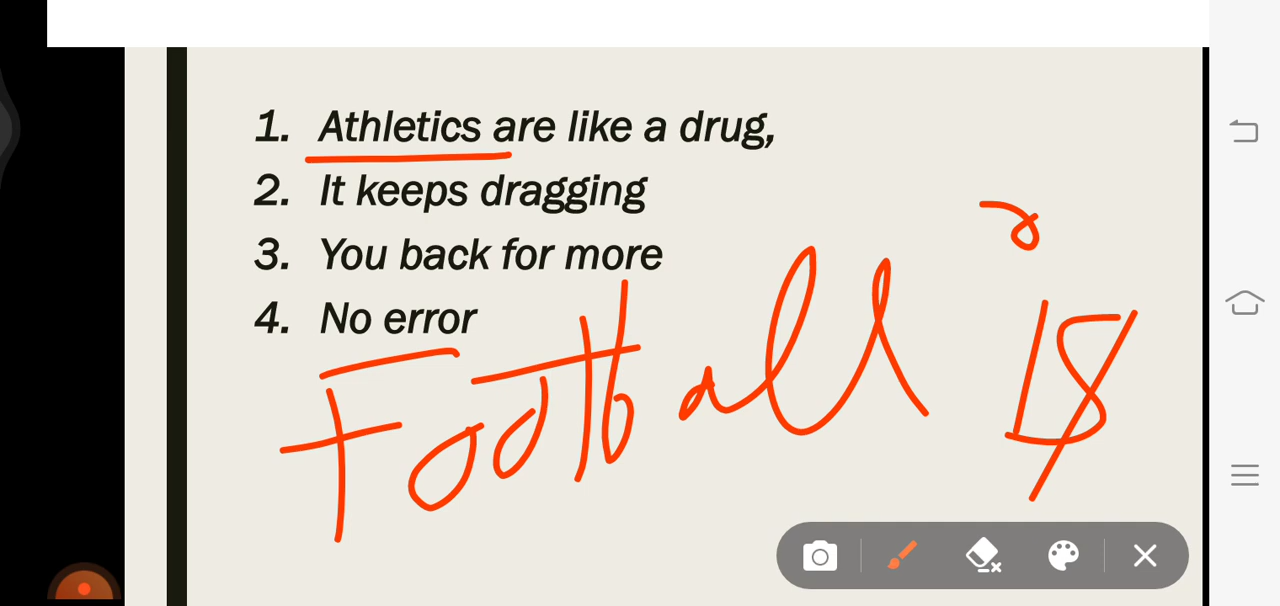 1. Athletics are like a drug,
2. It keeps dragging
3. You back for more
4. No error
Football is